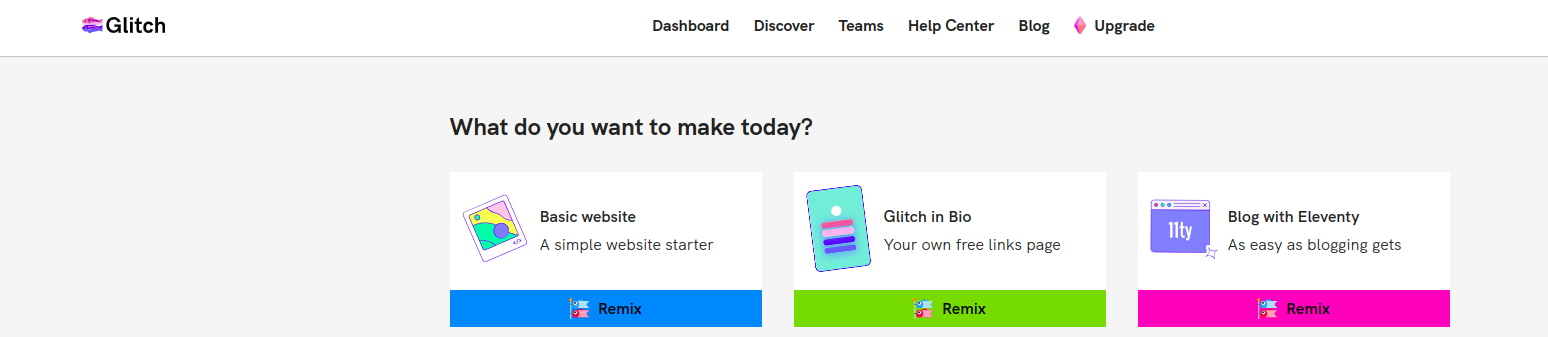 Glitch
Dashboard Discover Teams Help Center Blog Upgrade
What do you want to make today?
Basic website
A simple website starter
</>
Remix
Glitch in Bio
Your own free links page
Remix
11ty
Blog with Eleventy
As easy as blogging gets
Remix